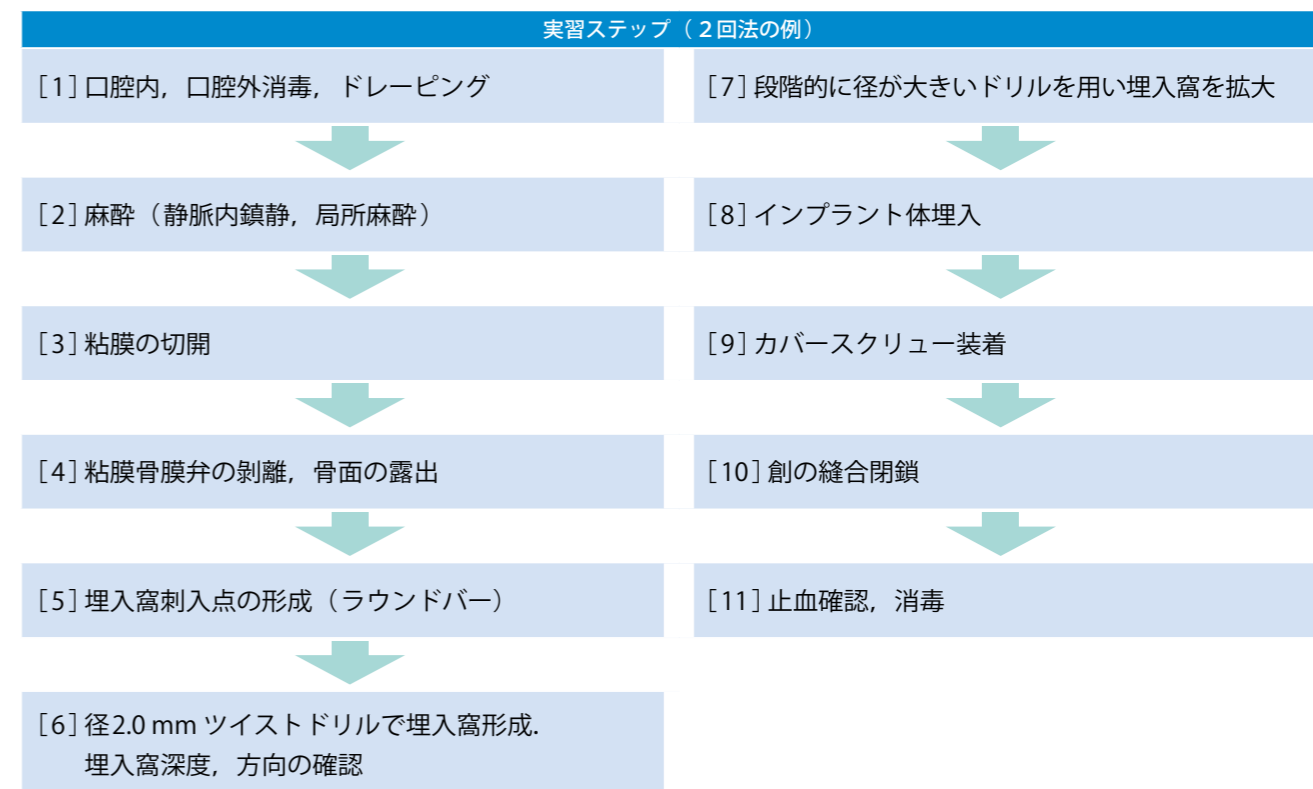 実習ステップ（２回法の例）
［1］口腔内，口腔外消毒，ドレーピング
［2］麻酔（静脈内鎮静，局所麻酔）
［3］粘膜の切開
［4］粘膜骨膜弁の剝離，骨面の露出
［5］埋入窩刺入点の形成（ラウンドバー）
［6］径2.0 mm ツイストドリルで埋入窩形成．
埋入窩深度，方向の確認
［7］段階的に径が大きいドリルを用い埋入窩を拡大
［8］インプラント体埋入
［9］カバースクリュー装着
［10］創の縫合閉鎖
［11］止血確認，消毒